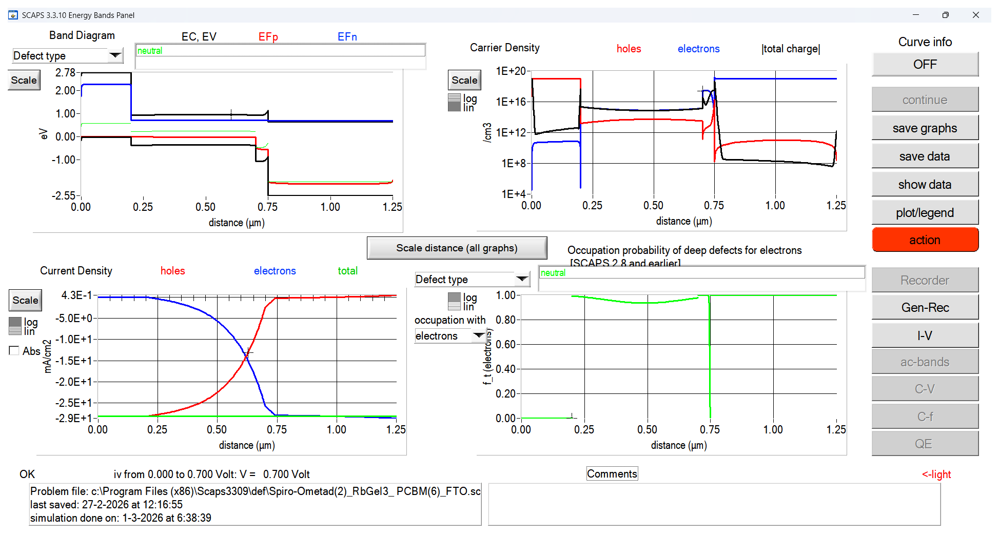 SCAPS 3.3.10 Energy Bands Panel
Band Diagram EC, EV EFp EFn
Defect type
neutral
Scale
2.78
2.00
1.00
0.00
-1.00
-2.55
eV
0.00 0.25 0.50 0.75 1.00 1.25
distance (µm)
Carrier Density holes electrons |total charge|
Scale
log
lin
1E+20
1E+16
1E+12
1E+8
1E+4
/cm3
0.00 0.25 0.50 0.75 1.00 1.25
distance (µm)
Curve info
OFF
continue
save graphs
save data
show data
plot/legend
action
Scale distance (all graphs)
Current Density holes electrons total
Scale
log
lin
Abs
4.3E-1
-5.0E+0
-1.0E+1
-1.5E+1
-2.0E+1
-2.5E+1
-2.9E+1
mA/cm2
0.00 0.25 0.50 0.75 1.00 1.25
distance (µm)
Occupation probability of deep defects for electrons
[SCAPS 2.8 and earlier]
Defect type
neutral
log
lin
occupation with
electrons
1.00
0.80
0.60
0.40
0.20
0.00
f_t (electrons)
0.00 0.25 0.50 0.75 1.00 1.25
distance (µm)
Recorder
Gen-Rec
I-V
ac-bands
C-V
C-f
QE
OK iv from 0.000 to 0.700 Volt: V = 0.700 Volt
Comments
<-light
Problem file: c:\Program Files (x86)\Scaps3309\def\Spiro-Ometad(2)_RbGeI3_ PCBM(6)_FTO.sc
last saved: 27-2-2026 at 12:16:55
simulation done on: 1-3-2026 at 6:38:39